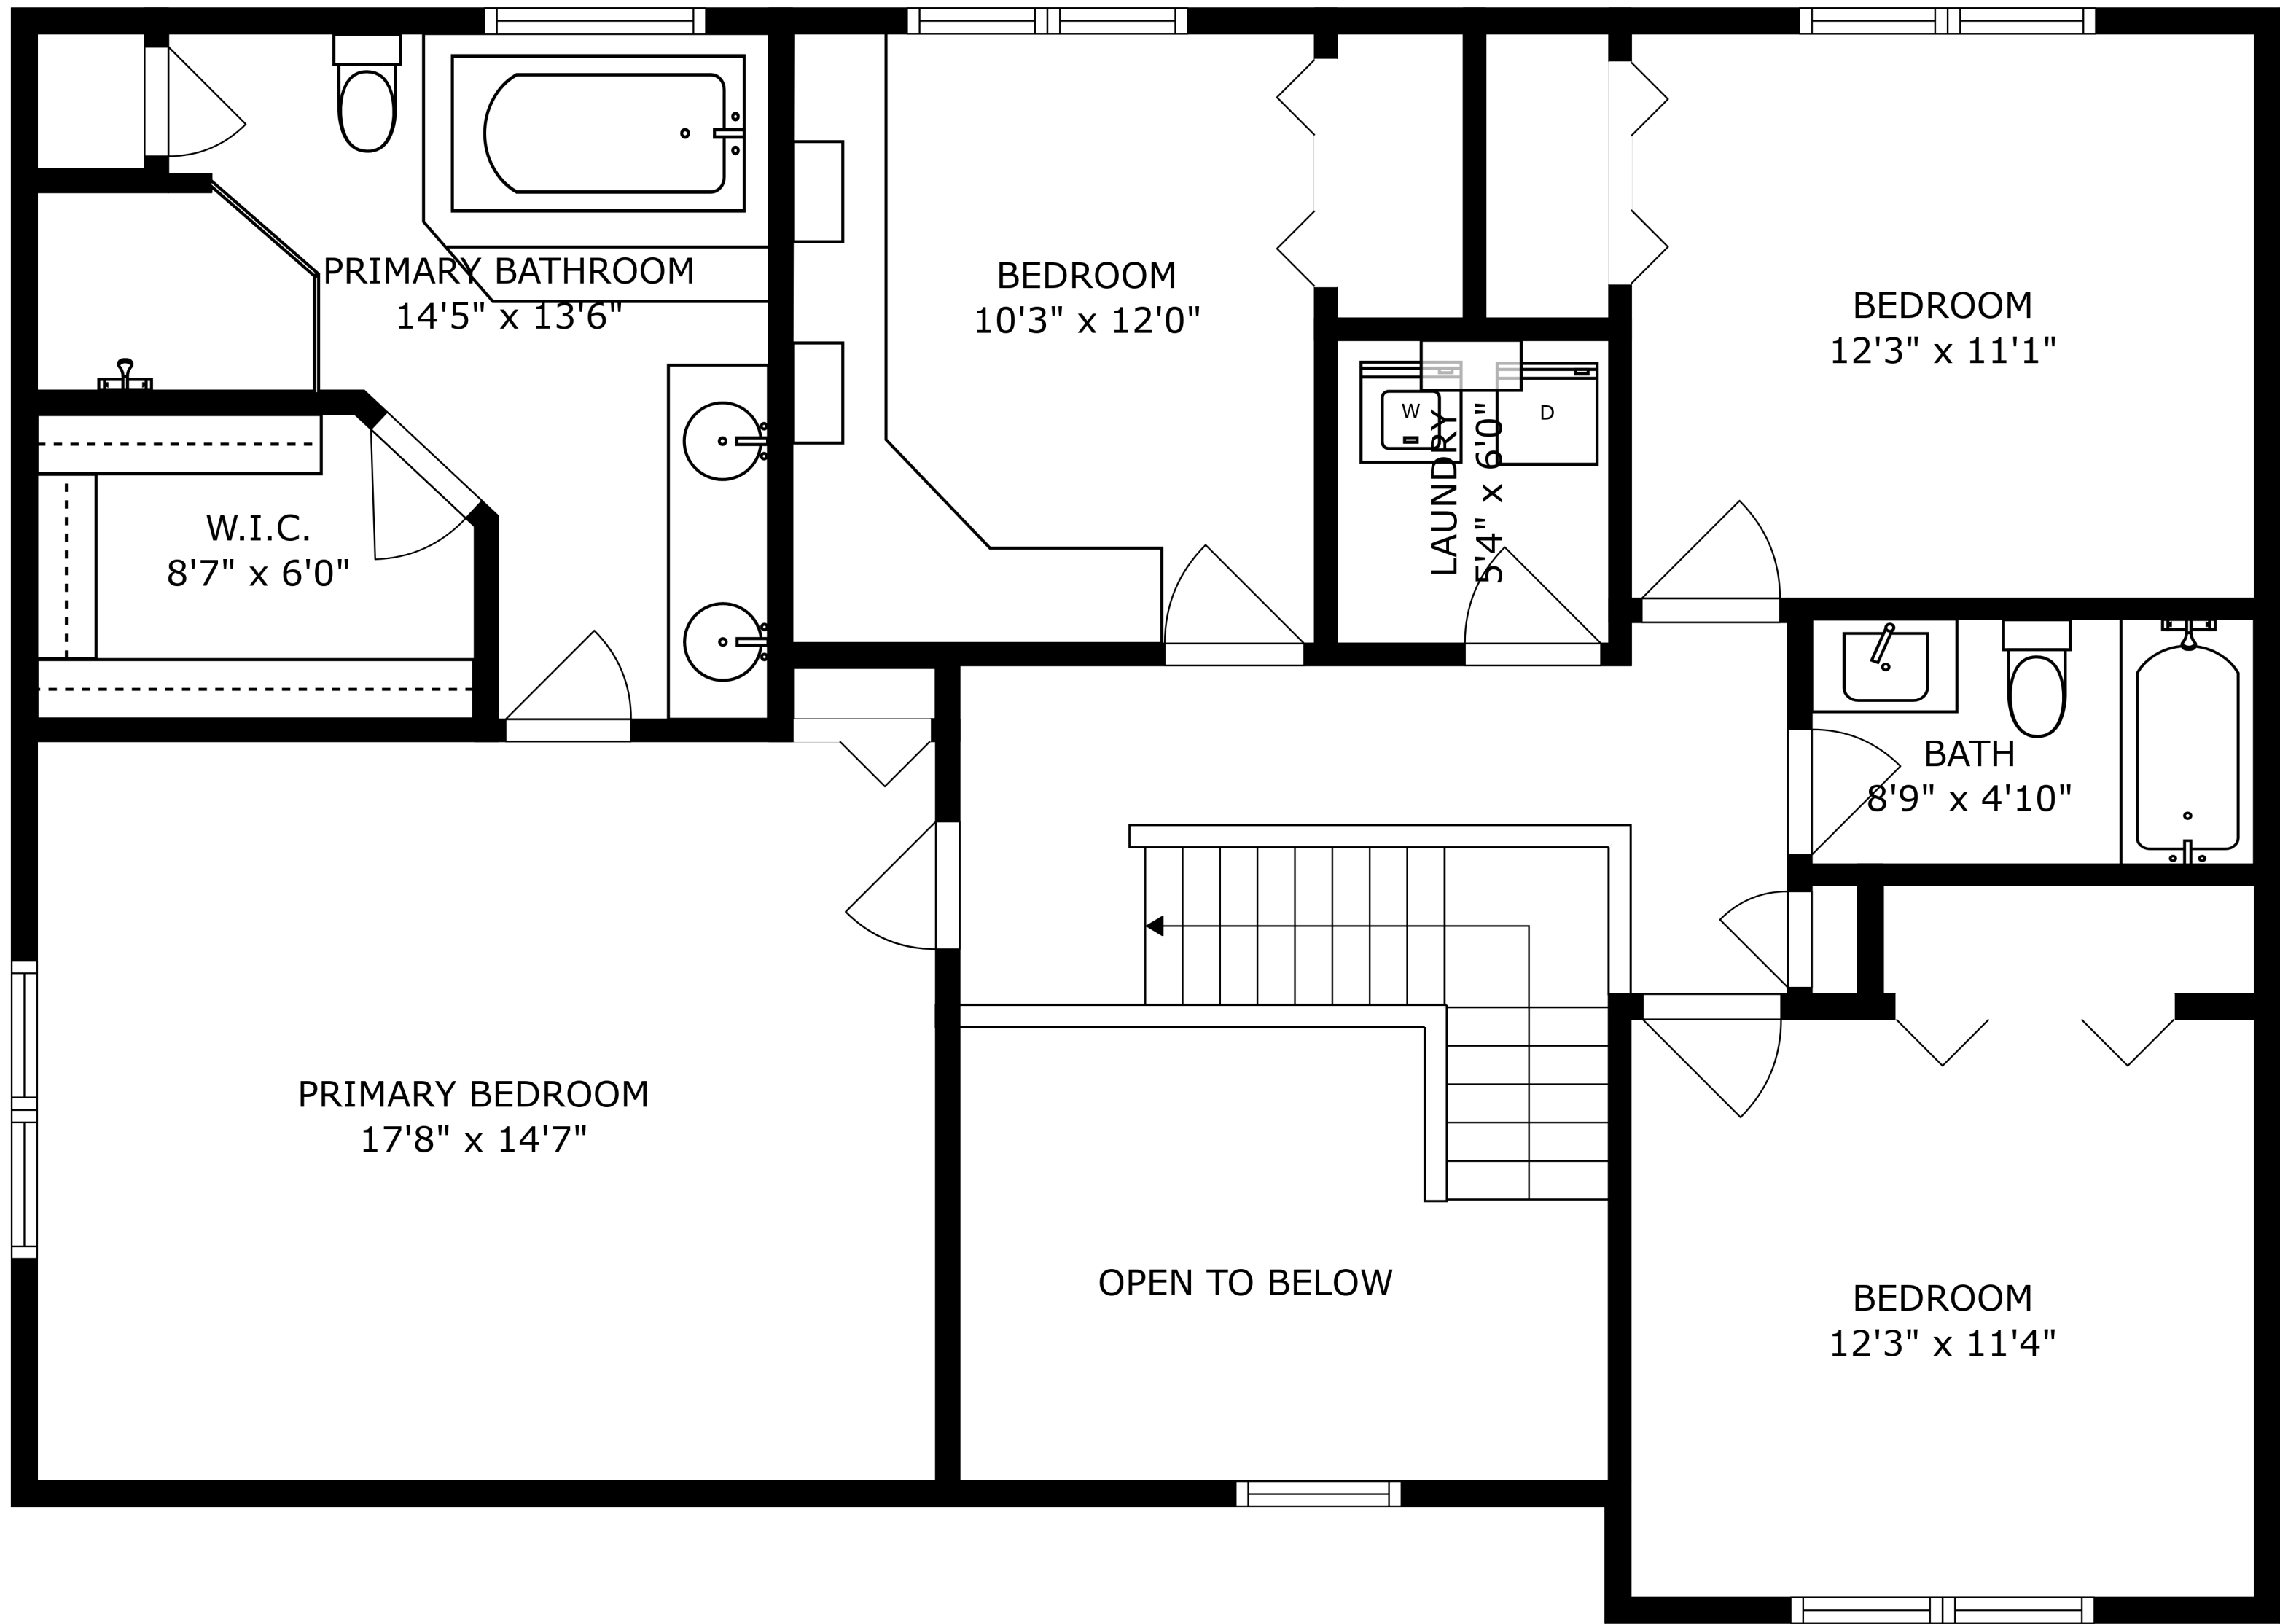 PRIMARY BATHROOM
14'5" x 13'6"
BEDROOM
10'3" x 12'0"
BEDROOM
12'3" x 11'1"
W
D
LAUNDRY
5'4" x 6'0"
W.I.C.
8'7" x 6'0"
BATH
8'9" x 4'10"
PRIMARY BEDROOM
17'8" x 14'7"
OPEN TO BELOW
BEDROOM
12'3" x 11'4"